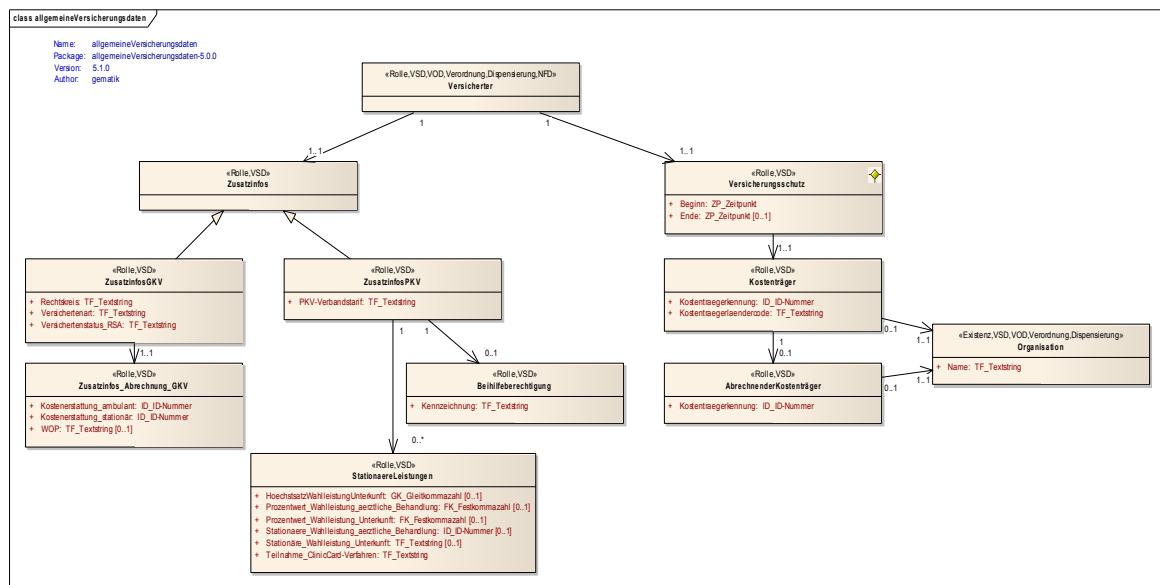 class allgemeineVersicherungsdaten
Name: allgemeineVersicherungsdaten
Package: allgemeineVersicherungsdaten-5.0.0
Version: 5.1.0
Author: gematik
«Rolle,VSD,VOD,Verordnung,Dispensierung,NFD»
Versicherter
1
1
1..1
1..1
«Rolle,VSD»
Zusatzinfos
«Rolle,VSD»
Versicherungsschutz
+ Beginn: ZP_Zeitpunkt
+ Ende: ZP_Zeitpunkt [0..1]
1..1
«Rolle,VSD»
ZusatzinfosGKV
+ Rechtskreis: TF_Textstring
+ Versichertenart: TF_Textstring
+ Versichertenstatus_RSA: TF_Textstring
«Rolle,VSD»
ZusatzinfosPKV
+ PKV-Verbandstarif: TF_Textstring
«Rolle,VSD»
Kostenträger
+ Kostentraegerkennung: ID_ID-Nummer
+ Kostentraegerlaendercode: TF_Textstring
1
1
0..1
1..1
1
«Existenz,VSD,VOD,Verordnung,Dispensierung»
Organisation
+ Name: TF_Textstring
1..1
0..1
0..1
«Rolle,VSD»
Zusatzinfos_Abrechnung_GKV
+ Kostenerstattung_ambulant: ID_ID-Nummer
+ Kostenerstattung_stationär: ID_ID-Nummer
+ WOP: TF_Textstring [0..1]
«Rolle,VSD»
Beihilfeberechtigung
+ Kennzeichnung: TF_Textstring
«Rolle,VSD»
AbrechnenderKostenträger
+ Kostentraegerkennung: ID_ID-Nummer
0..1
1..1
0..*
«Rolle,VSD»
StationaereLeistungen
+ HoechstsatzWahlleistungUnterkunft: GK_Gleitkommazahl [0..1]
+ Prozentwert_Wahlleistung_aerztliche_Behandlung: FK_Festkommazahl [0..1]
+ Prozentwert_Wahlleistung_Unterkunft: FK_Festkommazahl [0..1]
+ Stationaere_Wahlleistung_aerztliche_Behandlung: ID_ID-Nummer [0..1]
+ Stationäre_Wahlleistung_Unterkunft: TF_Textstring [0..1]
+ Teilnahme_ClinicCard-Verfahren: TF_Textstring